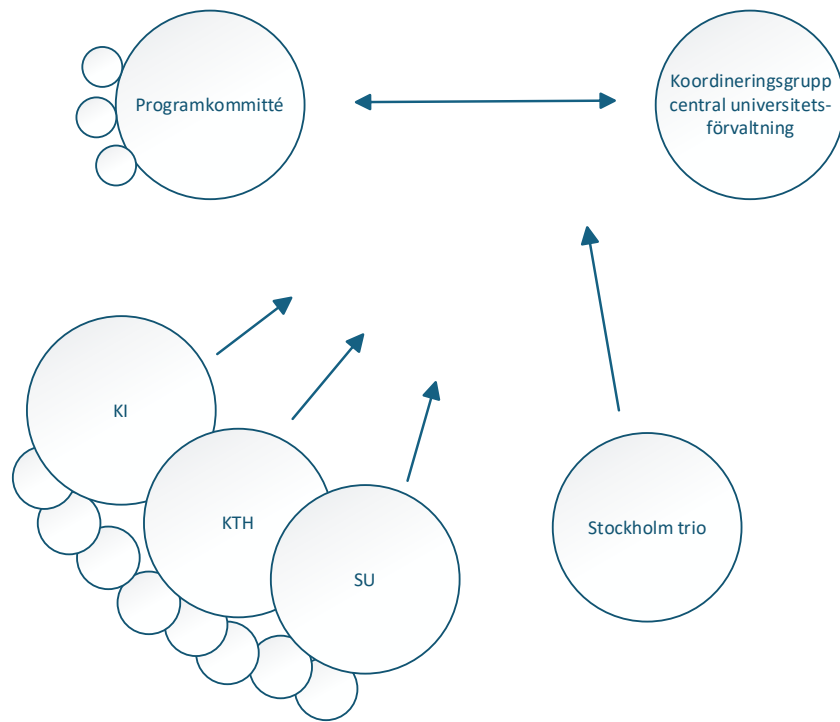 Programkommitté
Koordineringsgrupp
central universitets-
förvaltning
KI
KTH
SU
Stockholm trio